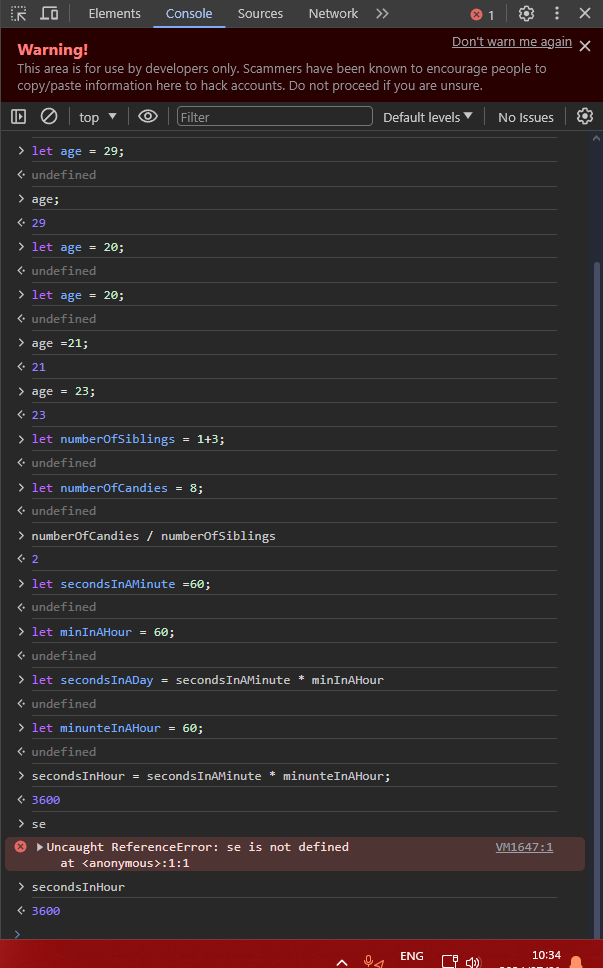 Elements Console Sources Network 1
Warning! Don't warn me again
This area is for use by developers only. Scammers have been known to encourage people to
copy/paste information here to hack accounts. Do not proceed if you are unsure.
top Filter Default levels No Issues
let age = 29;
undefined
age;
29
let age = 20;
undefined
let age = 20;
undefined
age =21;
21
age = 23;
23
let numberOfSiblings = 1+3;
undefined
let numberOfCandies = 8;
undefined
numberOfCandies / numberOfSiblings
2
let secondsInAMinute =60;
undefined
let minInAHour = 60;
undefined
let secondsInADay = secondsInAMinute * minInAHour
undefined
let minunteInAHour = 60;
undefined
secondsInHour = secondsInAMinute * minunteInAHour;
3600
se
Uncaught ReferenceError: se is not defined VM1647:1
at <anonymous>:1:1
secondsInHour
3600
ENG 10:34